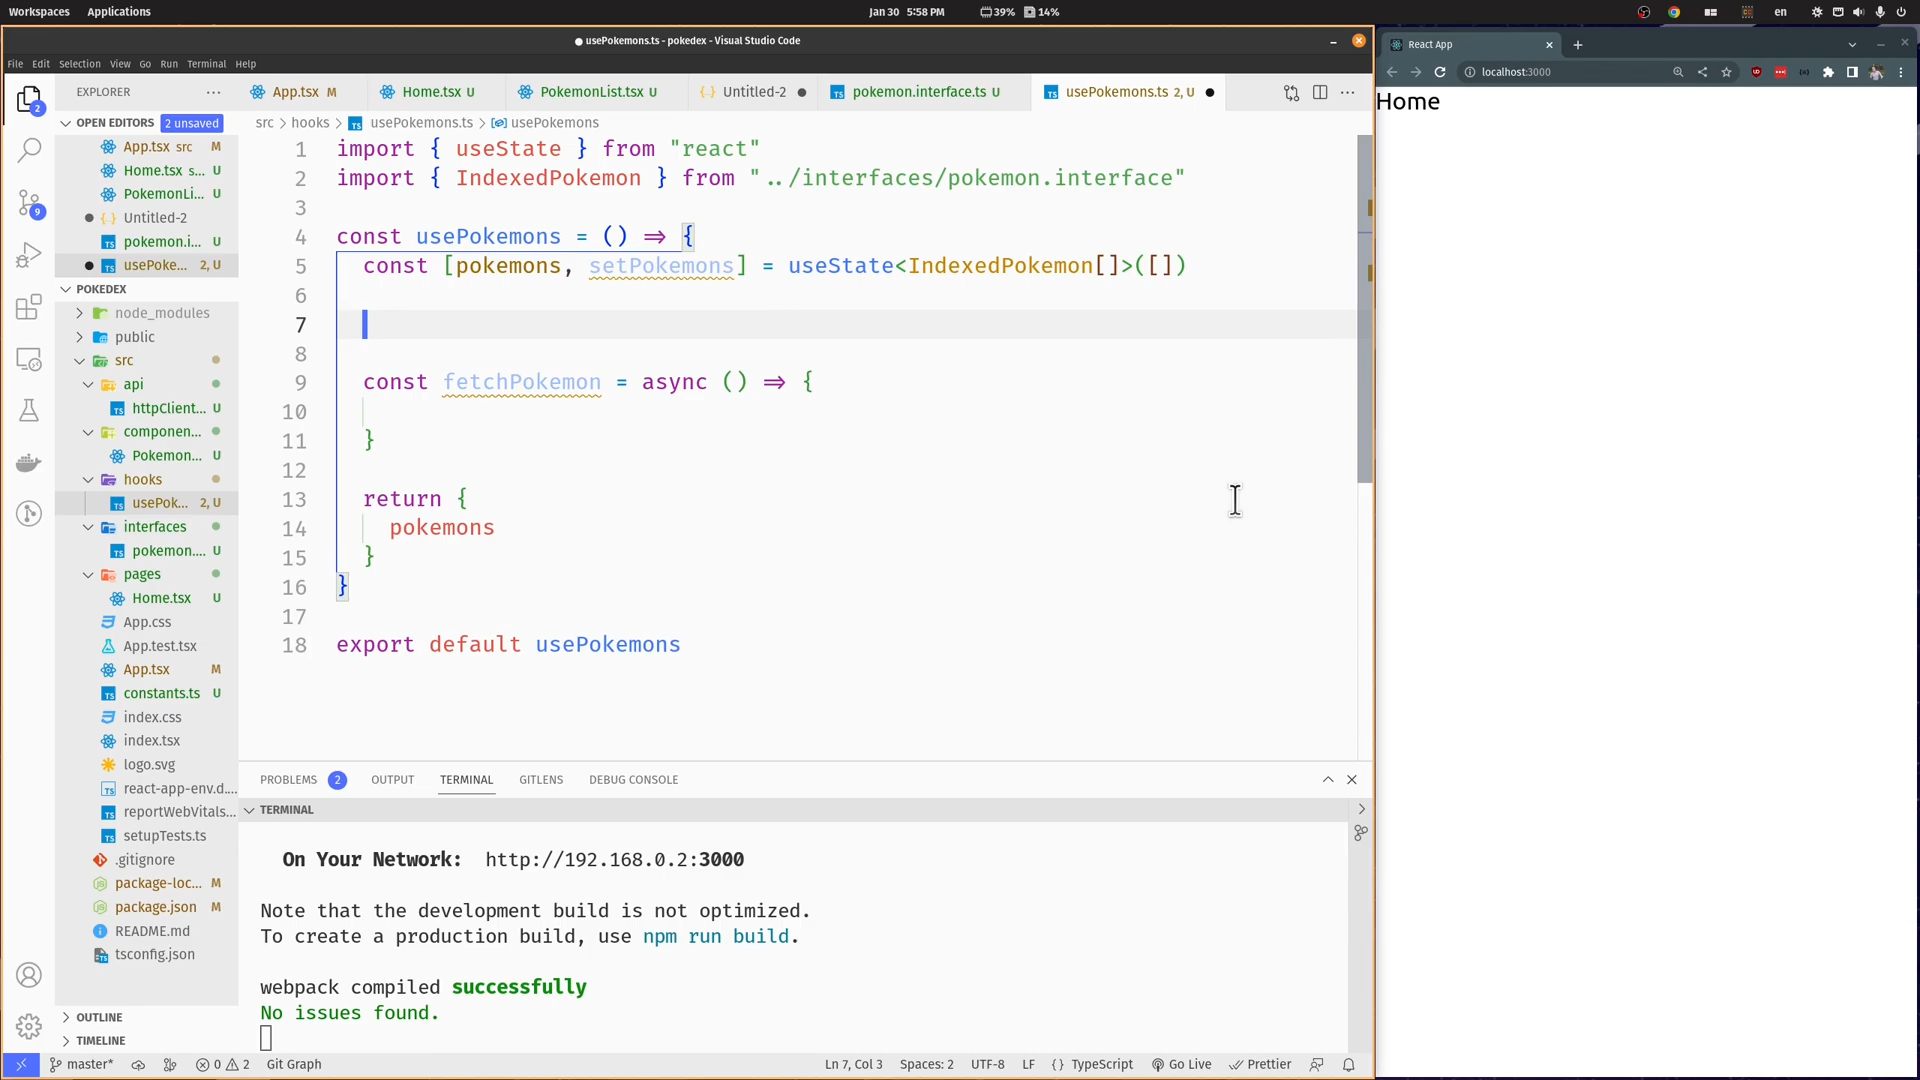 Workspaces Applications Jan 30 5:58 PM 39% 14% en
usePokemons.ts - pokedex - Visual Studio Code
File Edit Selection View Go Run Terminal Help
EXPLORER
App.tsx M
Home.tsx U
PokemonList.tsx U
Untitled-2
pokemon.interface.ts U
usePokemons.ts 2, U
OPEN EDITORS 2 unsaved
App.tsx src M
Home.tsx s... U
PokemonLi... U
Untitled-2
pokemon.i... U
usePoke... 2, U
POKEDEX
node_modules
public
src
api
httpClient... U
componen...
Pokemon... U
hooks
usePok... 2, U
interfaces
pokemon.... U
pages
Home.tsx U
App.css
App.test.tsx
App.tsx M
constants.ts U
index.css
index.tsx
logo.svg
react-app-env.d....
reportWebVitals...
setupTests.ts
.gitignore
package-loc... M
package.json M
README.md
tsconfig.json
OUTLINE
TIMELINE
2
9
src > hooks > usePokemons.ts > usePokemons
1 import { useState } from "react"
2 import { IndexedPokemon } from "../interfaces/pokemon.interface"
3
4 const usePokemons = () => {
5 const [pokemons, setPokemons] = useState<IndexedPokemon[]>([])
6
7
8
9 const fetchPokemon = async () => {
10
11 }
12
13 return {
14 pokemons
15 }
16 }
17
18 export default usePokemons
PROBLEMS 2 OUTPUT TERMINAL GITLENS DEBUG CONSOLE
TERMINAL
On Your Network: http://192.168.0.2:3000
Note that the development build is not optimized.
To create a production build, use npm run build.
webpack compiled successfully
No issues found.
master* 0 2 Git Graph Ln 7, Col 3 Spaces: 2 UTF-8 LF {} TypeScript Go Live Prettier
React App
localhost:3000
Home